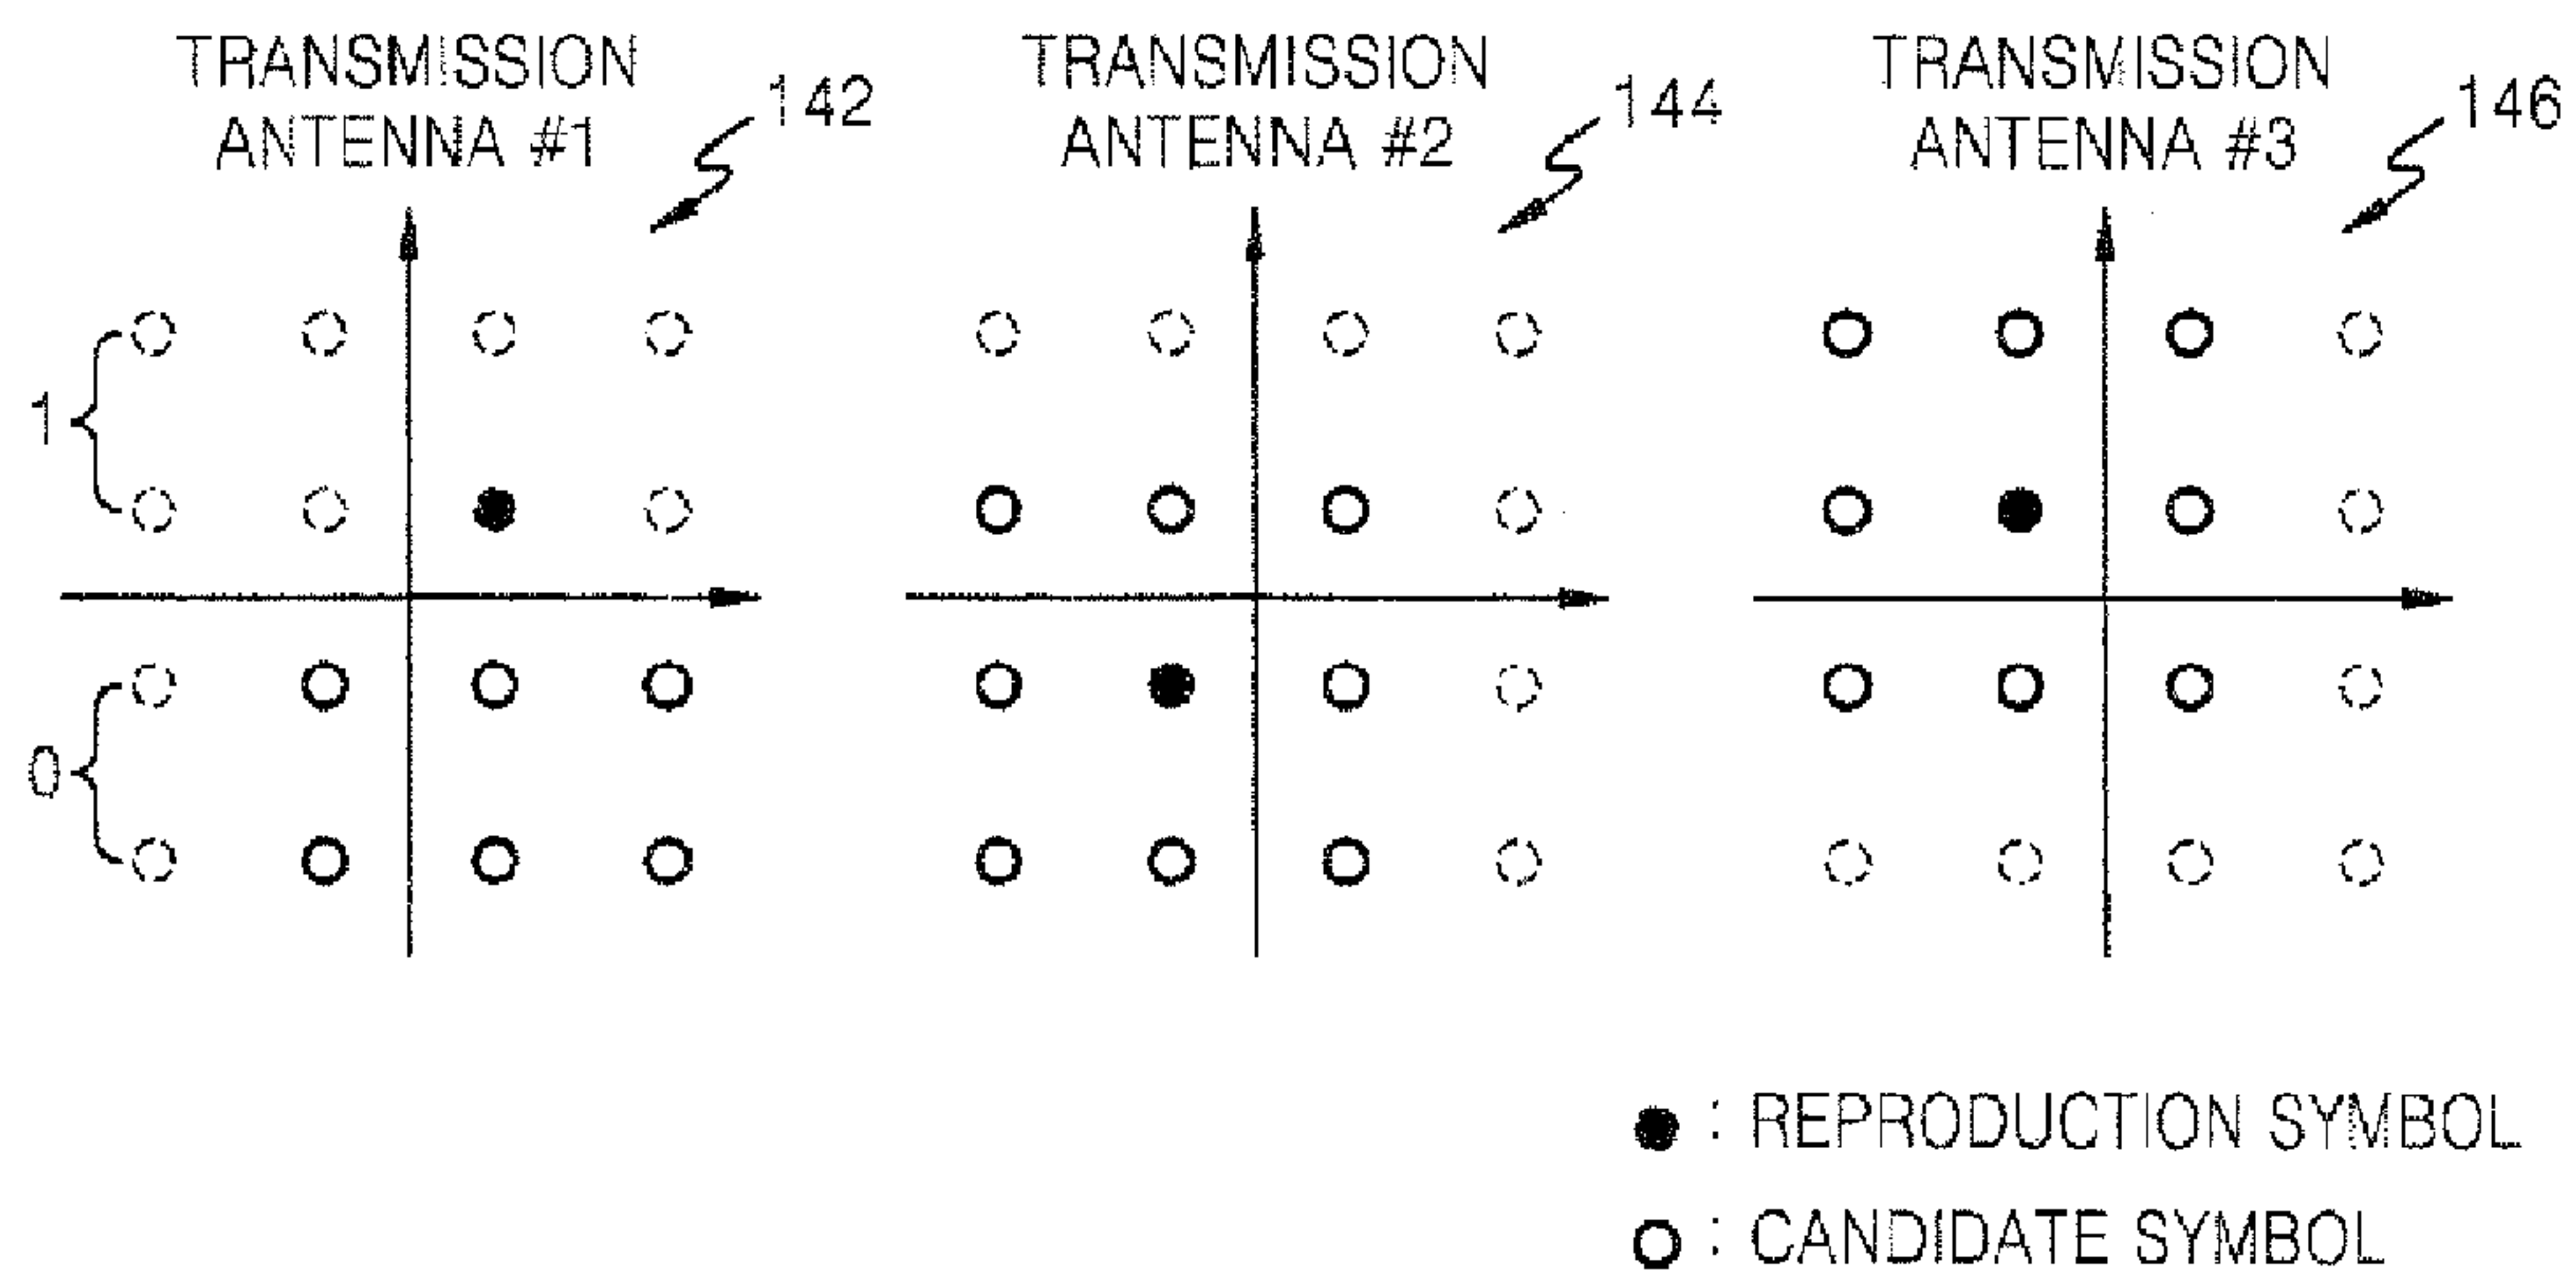 TRANSMISSION
ANTENNA #1
142
TRANSMISSION
ANTENNA #2
144
TRANSMISSION
ANTENNA #3
146
1
0
: REPRODUCTION SYMBOL
: CANDIDATE SYMBOL